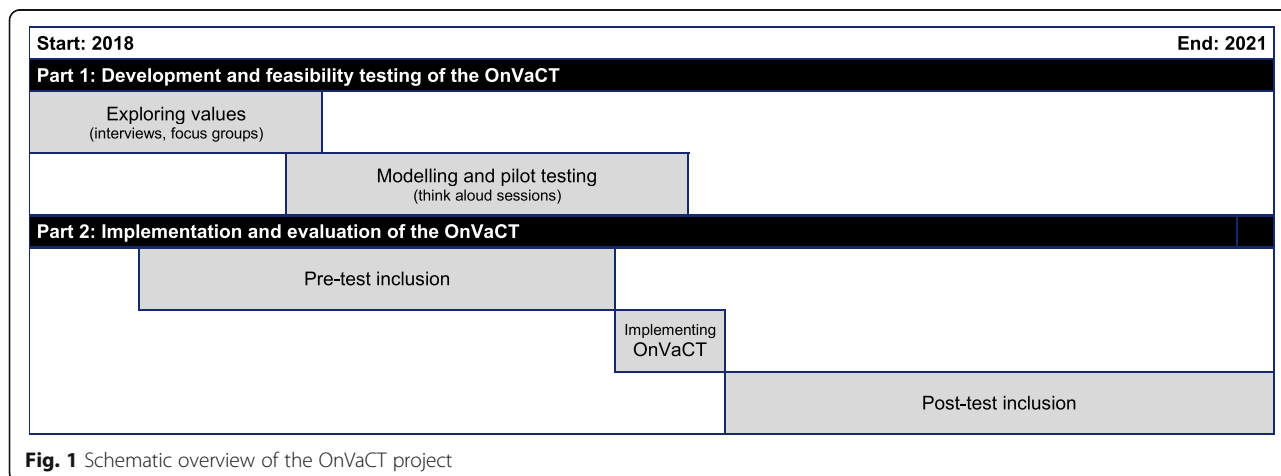 Start: 2018 End: 2021
Part 1: Development and feasibility testing of the OnVaCT
Exploring values
(interviews, focus groups)
Modelling and pilot testing
(think aloud sessions)
Part 2: Implementation and evaluation of the OnVaCT
Pre-test inclusion
Implementing
OnVaCT
Post-test inclusion
Fig. 1 Schematic overview of the OnVaCT project